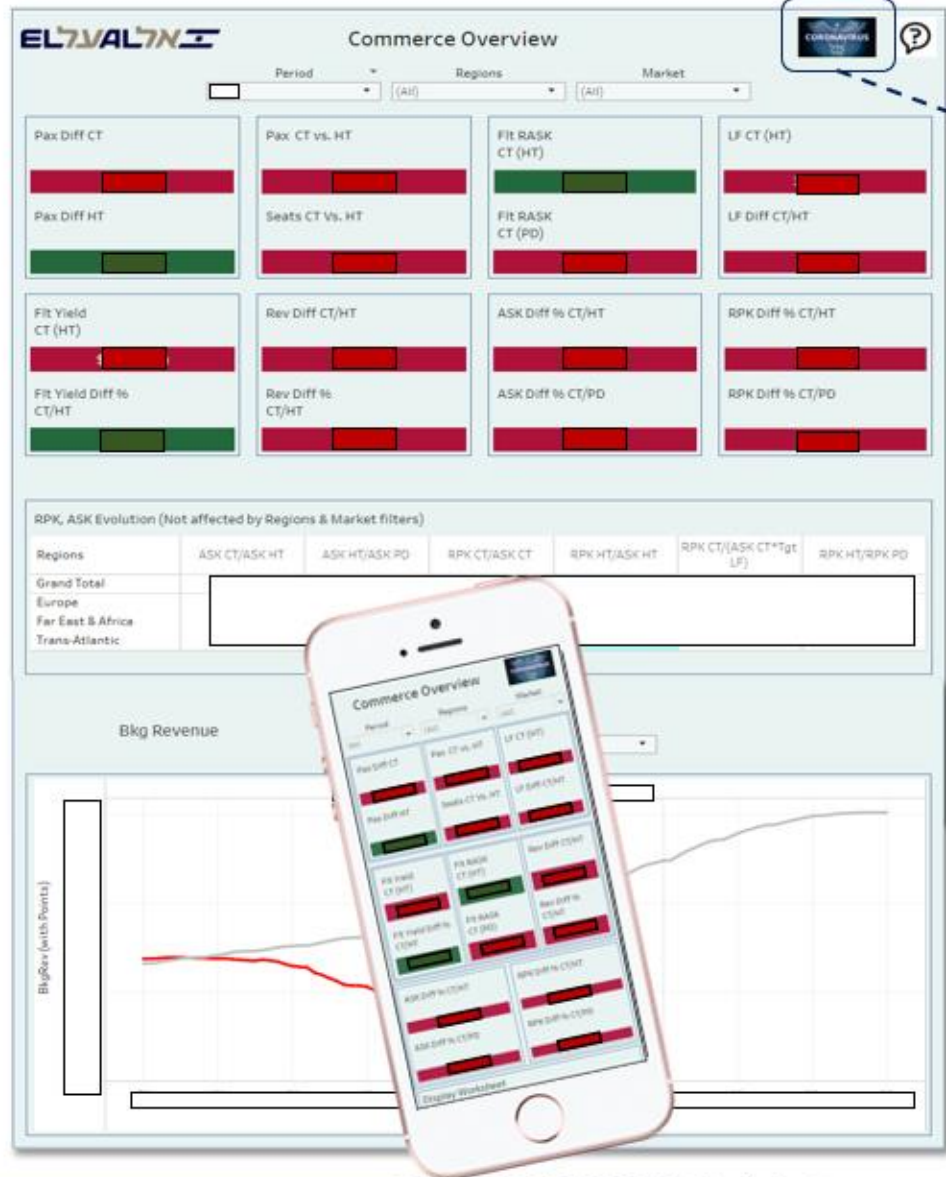 ELאלעALאל
Commerce Overview
CORONAVIRUS
?
Period
Regions
Market
(All)
(All)
Pax Diff CT
Pax CT vs. HT
Flt RASK
CT (HT)
LF CT (HT)
Pax Diff HT
Seats CT Vs. HT
Flt RASK
CT (PD)
LF Diff CT/HT
Flt Yield
CT (HT)
Rev Diff CT/HT
ASK Diff % CT/HT
RPK Diff % CT/HT
Flt Yield Diff %
CT/HT
Rev Diff %
CT/HT
ASK Diff % CT/PD
RPK Diff % CT/PD
RPK, ASK Evolution (Not affected by Regions & Market filters)
Regions
ASK CT/ASK HT
ASK HT/ASK PD
RPK CT/ASK CT
RPK HT/ASK HT
RPK CT/(ASK CT*Tgt
LF)
RPK HT/RPK PD
Grand Total
Europe
Far East & Africa
Trans-Atlantic
Bkg Revenue
BkgRev (with Points)
Commerce Overview
Period
Regions
Market
Pax Diff CT
Pax CT vs. HT
LF CT (HT)
Pax Diff HT
Seats CT Vs. HT
LF Diff CT/HT
Flt Yield
CT (HT)
Flt RASK
CT (HT)
Rev Diff CT/HT
Flt Yield Diff %
CT/HT
Flt RASK
CT (PD)
Rev Diff %
CT/HT
ASK Diff % CT/HT
RPK Diff % CT/HT
ASK Diff % CT/PD
RPK Diff % CT/PD
Display Worksheet